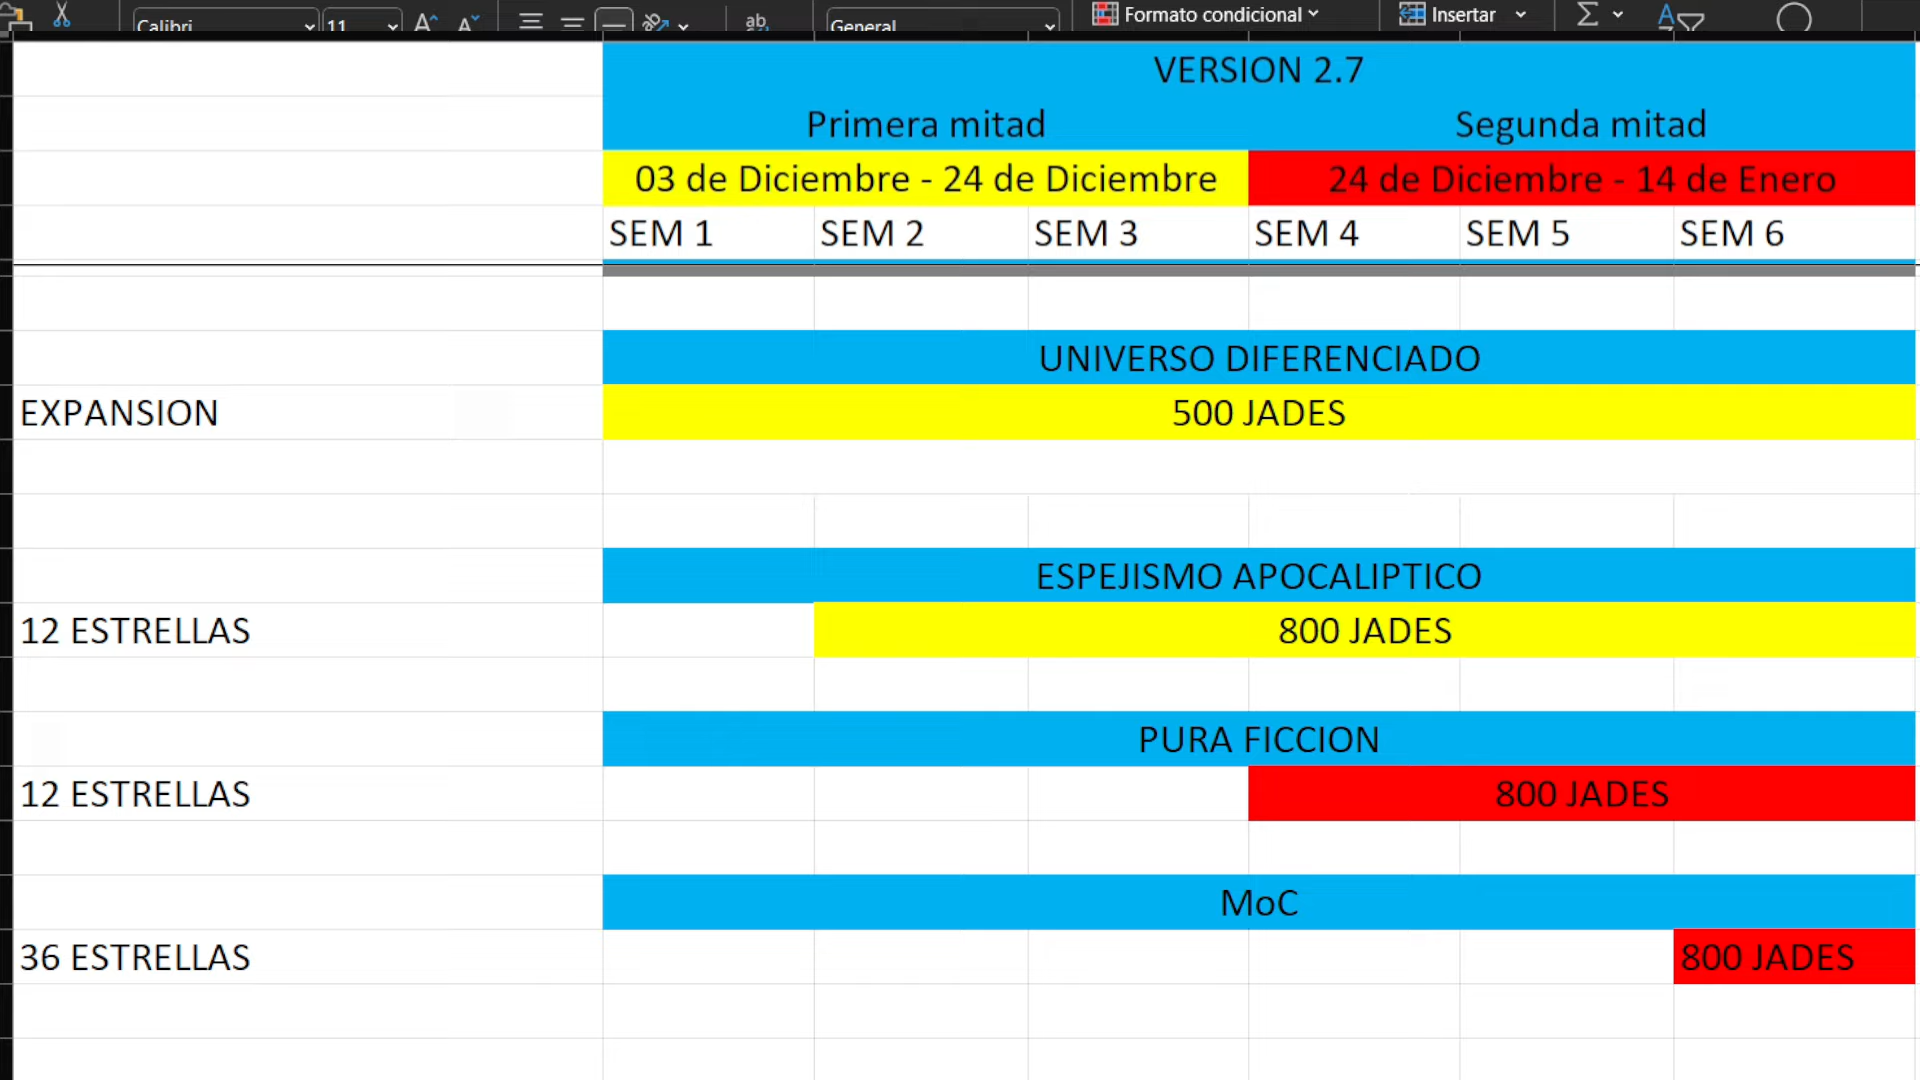 Calibri 11 General Formato condicional Insertar
VERSION 2.7
Primera mitad Segunda mitad
03 de Diciembre - 24 de Diciembre 24 de Diciembre - 14 de Enero
SEM 1 SEM 2 SEM 3 SEM 4 SEM 5 SEM 6
UNIVERSO DIFERENCIADO
EXPANSION 500 JADES
ESPEJISMO APOCALIPTICO
12 ESTRELLAS 800 JADES
PURA FICCION
12 ESTRELLAS 800 JADES
MoC
36 ESTRELLAS 800 JADES